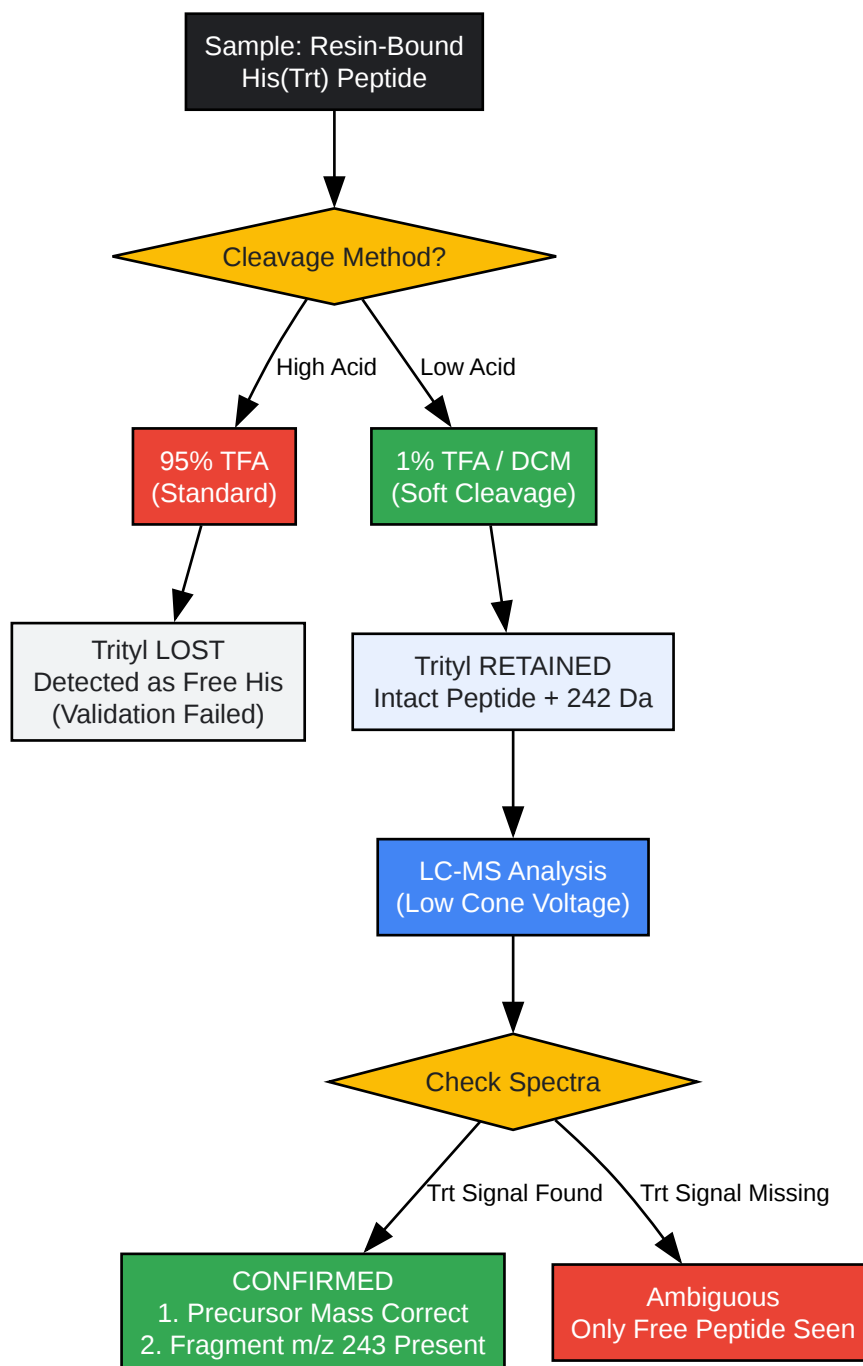 Sample: Resin-Bound
His(Trt) Peptide
Cleavage Method?
High Acid
Low Acid
95% TFA
(Standard)
1% TFA / DCM
(Soft Cleavage)
Trityl LOST
Detected as Free His
(Validation Failed)
Trityl RETAINED
Intact Peptide + 242 Da
LC-MS Analysis
(Low Cone Voltage)
Check Spectra
Trt Signal Found
Trt Signal Missing
CONFIRMED
1. Precursor Mass Correct
2. Fragment m/z 243 Present
Ambiguous
Only Free Peptide Seen